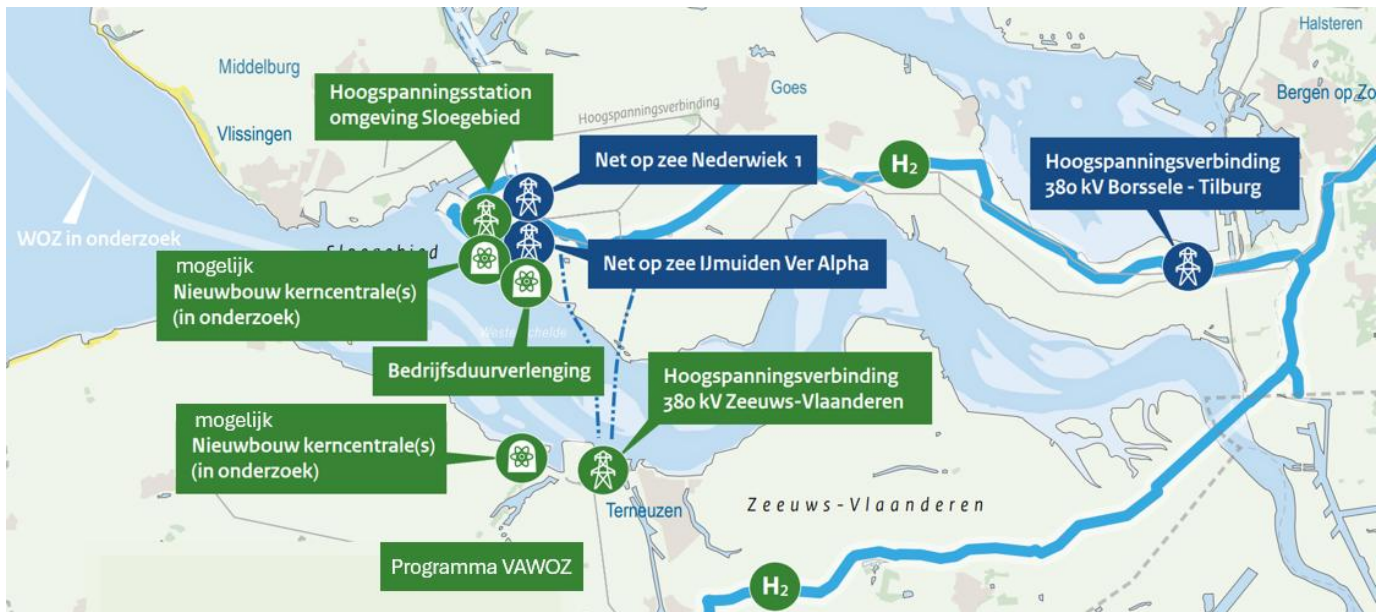 Halsteren
Middelburg
Hoogspanningsstation
omgeving Sloegebied
Goes
Bergen op Zo
Hoogspanningsverbinding
Vlissingen
Net op zee Nederwiek 1
H2
Hoogspanningsverbinding
380 kV Borssele - Tilburg
WOZ in onderzoek
Sloegebied
Net op zee IJmuiden Ver Alpha
mogelijk
Nieuwbouw kerncentrale(s)
(in onderzoek)
Westerschelde
Bedrijfsduurverlenging
Hoogspanningsverbinding
380 kV Zeeuws-Vlaanderen
mogelijk
Nieuwbouw kerncentrale(s)
(in onderzoek)
Terneuzen
Zeeuws-Vlaanderen
Programma VAWOZ
H2